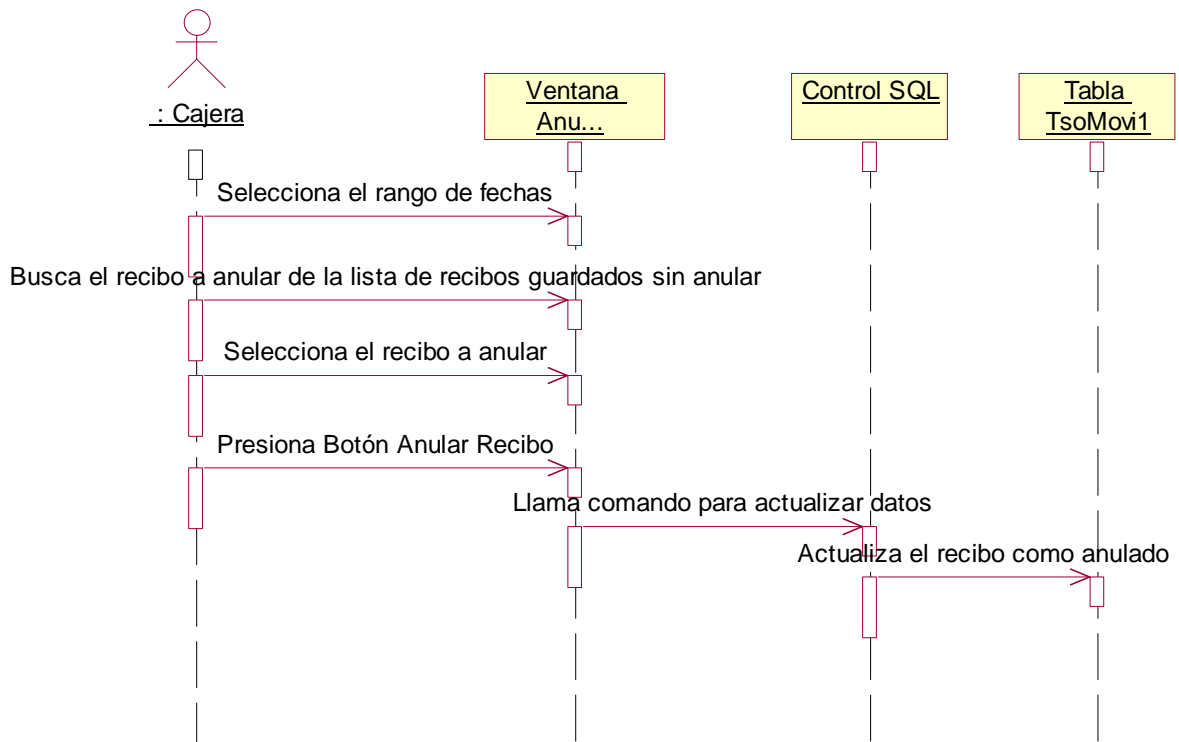 : Cajera
Ventana
Anu...
Control SQL
Tabla
TsoMovi1
Selecciona el rango de fechas
Busca el recibo a anular de la lista de recibos guardados sin anular
Selecciona el recibo a anular
Presiona Botón Anular Recibo
Llama comando para actualizar datos
Actualiza el recibo como anulado